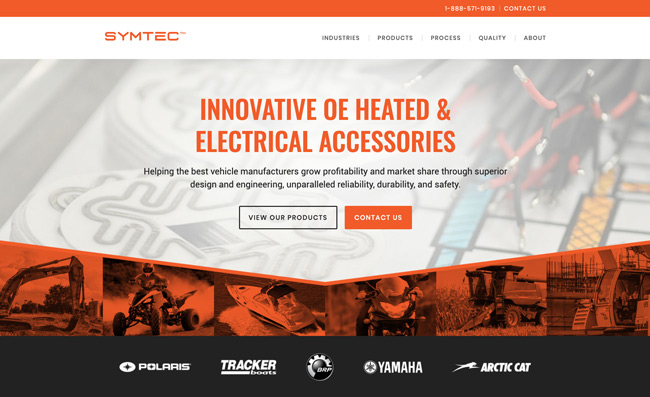 1-888-571-9193 | CONTACT US
SYMTEC
INDUSTRIES | PRODUCTS | PROCESS | QUALITY | ABOUT
INNOVATIVE OE HEATED &
ELECTRICAL ACCESSORIES
Helping the best vehicle manufacturers grow profitability and market share through superior
design and engineering, unparalleled reliability, durability, and safety.
VIEW OUR PRODUCTS
CONTACT US
POLARIS
TRACKER
boats
BRP
YAMAHA
ARCTIC CAT